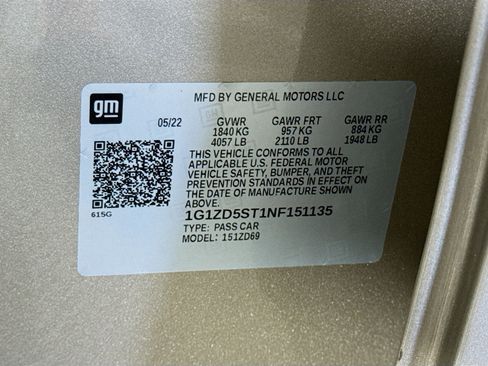 gm
MFD BY GENERAL MOTORS LLC
05/22
GVWR GAWR FRT GAWR RR
1840 KG 957 KG 884 KG
4057 LB 2110 LB 1948 LB
THIS VEHICLE CONFORMS TO ALL
APPLICABLE U.S. FEDERAL MOTOR
VEHICLE SAFETY, BUMPER, AND THEFT
PREVENTION STANDARDS IN EFFECT ON
THE DATE OF MANUFACTURE SHOWN
ABOVE.
615G
1G1ZD5ST1NF151135
TYPE: PASS CAR
MODEL: 151ZD69